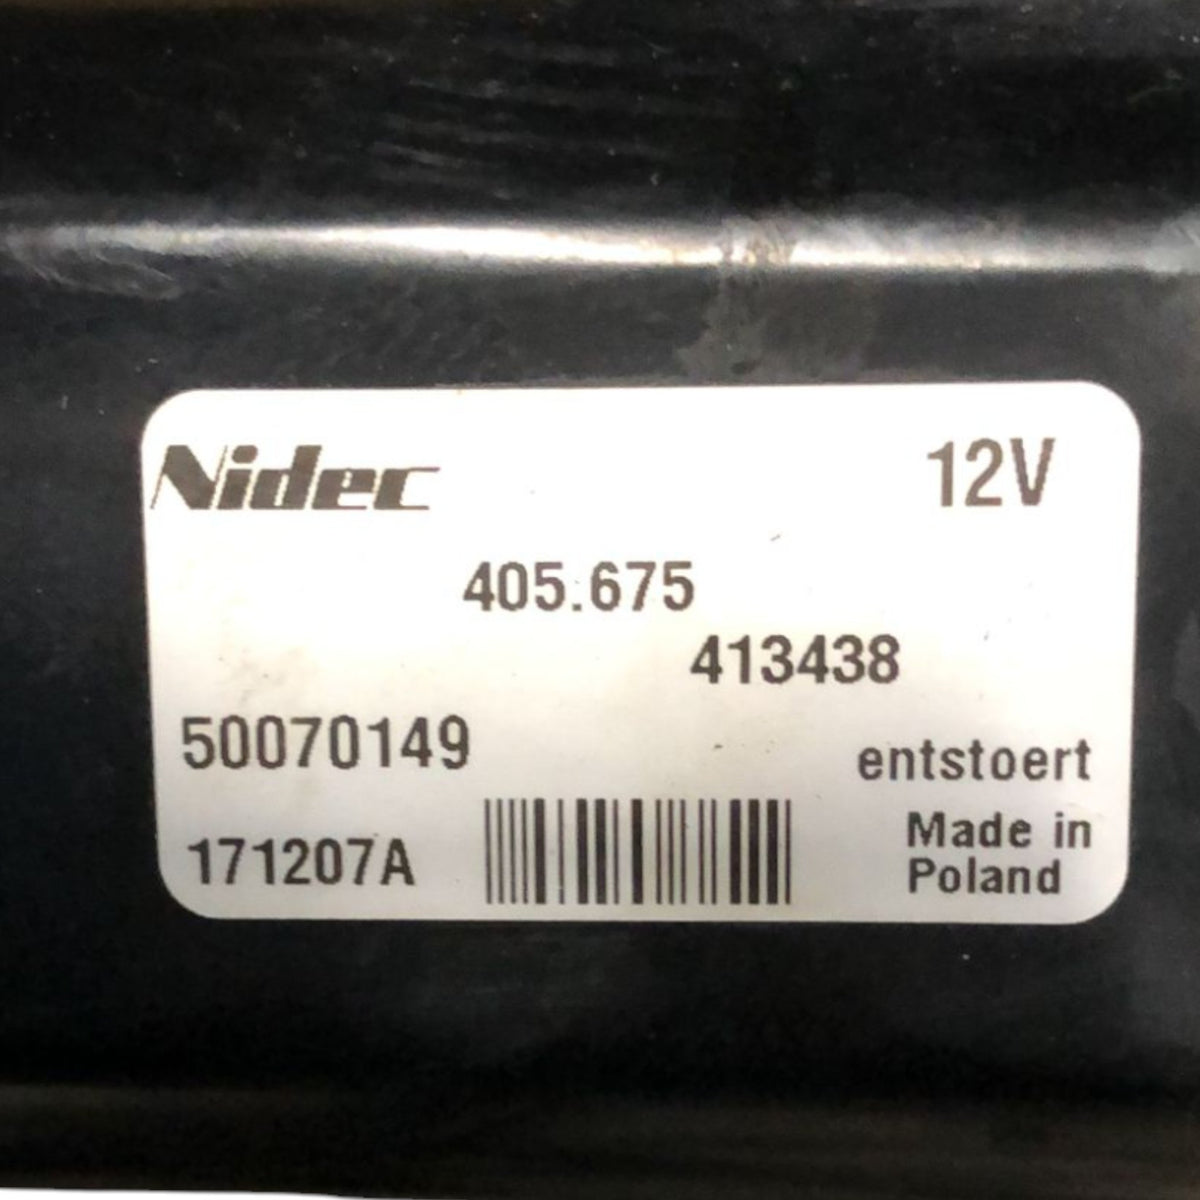 Nidec 12V
405.675
413438
50070149
entstoert
171207A
Made in
Poland